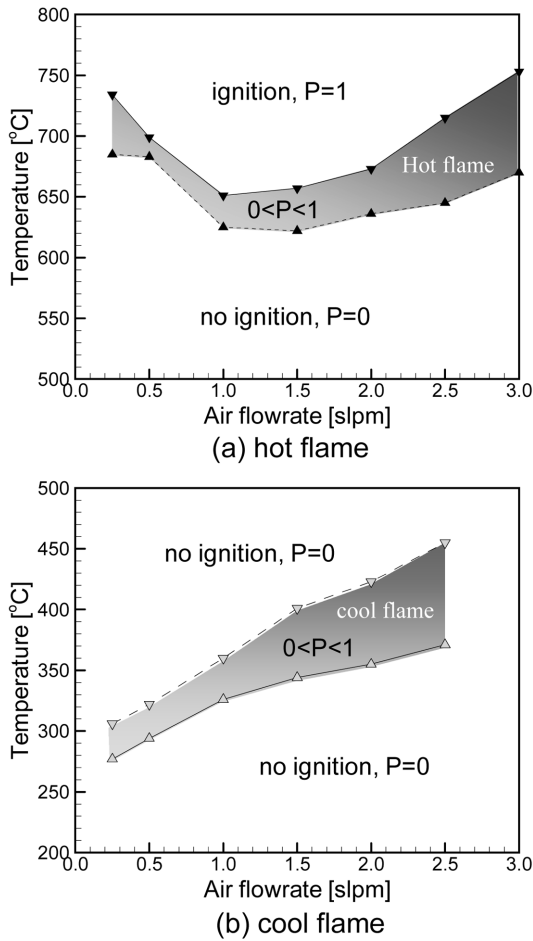 800
750
700
650
600
550
500
Temperature [°C]
ignition, P=1
Hot flame
0<P<1
no ignition, P=0
0.0 0.5 1.0 1.5 2.0 2.5 3.0
Air flowrate [slpm]
(a) hot flame
500
450
400
350
300
250
200
Temperature [°C]
no ignition, P=0
cool flame
0<P<1
no ignition, P=0
0.0 0.5 1.0 1.5 2.0 2.5 3.0
Air flowrate [slpm]
(b) cool flame